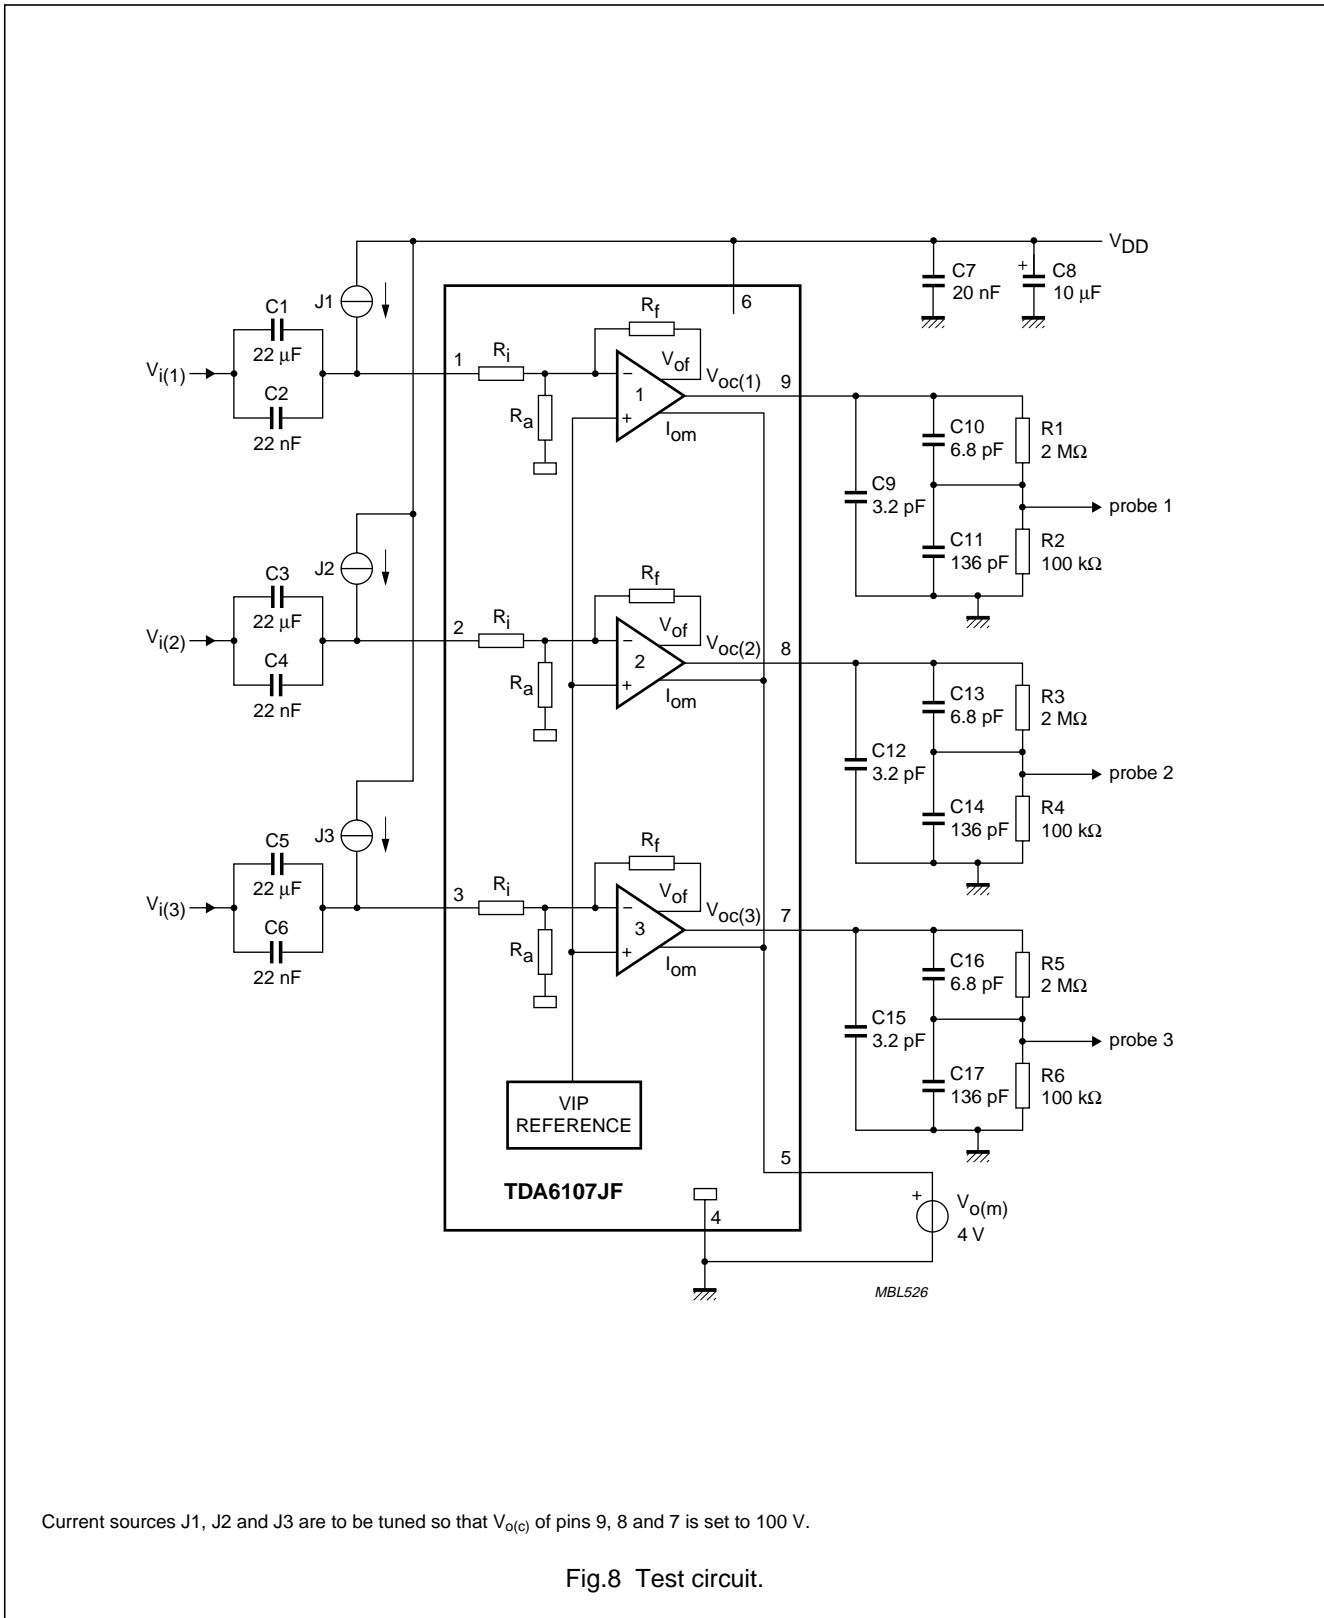 V_DD
C7
20 nF
+
C8
10 µF
6
J1
C1
22 µF
V_i(1)
C2
22 nF
1
R_i
R_a
R_f
V_of
−
1
+
V_oc(1)
I_om
9
C9
3.2 pF
C10
6.8 pF
C11
136 pF
R1
2 MΩ
R2
100 kΩ
probe 1
J2
C3
22 µF
V_i(2)
C4
22 nF
2
R_i
R_a
R_f
V_of
−
2
+
V_oc(2)
I_om
8
C12
3.2 pF
C13
6.8 pF
C14
136 pF
R3
2 MΩ
R4
100 kΩ
probe 2
J3
C5
22 µF
V_i(3)
C6
22 nF
3
R_i
R_a
R_f
V_of
−
3
+
V_oc(3)
I_om
7
C15
3.2 pF
C16
6.8 pF
C17
136 pF
R5
2 MΩ
R6
100 kΩ
probe 3
VIP
REFERENCE
TDA6107JF
5
4
+
V_o(m)
4 V
MBL526
Current sources J1, J2 and J3 are to be tuned so that V_o(c) of pins 9, 8 and 7 is set to 100 V.
Fig.8 Test circuit.